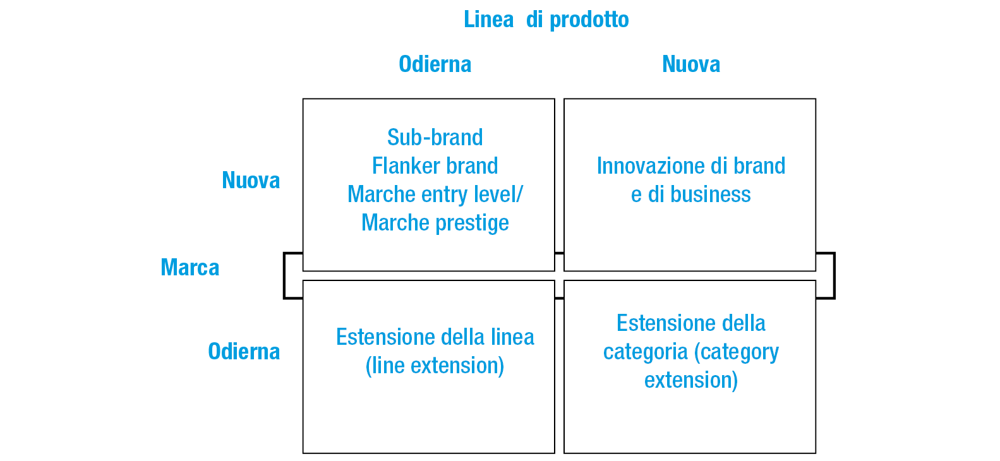 Linea di prodotto
Odierna
Nuova
Nuova
Sub-brand
Flanker brand
Marche entry level/
Marche prestige
Innovazione di brand
e di business
Marca
Odierna
Estensione della linea
(line extension)
Estensione della
categoria (category
extension)